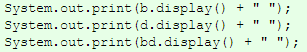 System.out.print(b.display() + " ");
System.out.print(d.display() + " ");
System.out.print(bd.display() + " ");